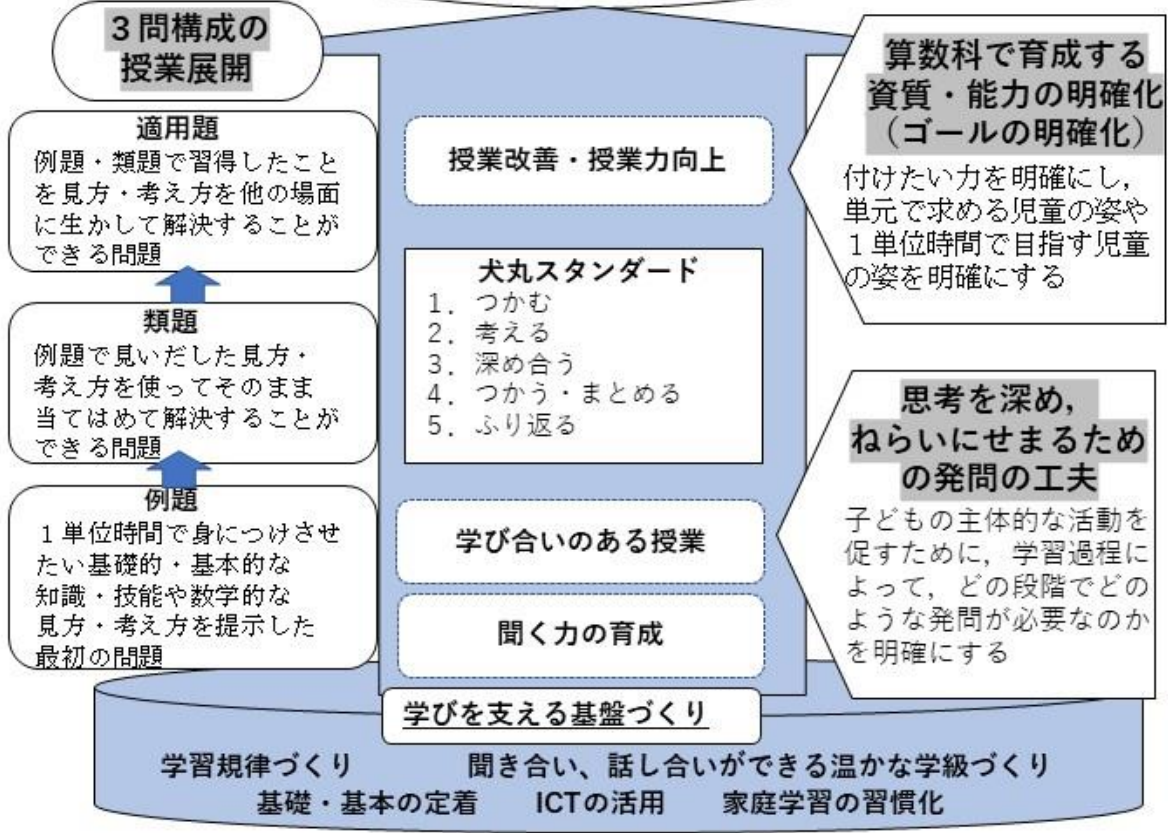 3問構成の
授業展開
適用題
例題・類題で習得したこと
を見方・考え方を他の場面
に生かして解決することが
できる問題
類題
例題で見いだした見方・
考え方を使ってそのまま
当てはめて解決することが
できる問題
例題
1単位時間で身につけさせ
たい基礎的・基本的な
知識・技能や数学的な
見方・考え方を提示した
最初の問題
授業改善・授業力向上
犬丸スタンダード
1．つかむ
2．考える
3．深め合う
4．つかう・まとめる
5．ふり返る
学び合いのある授業
聞く力の育成
算数科で育成する
資質・能力の明確化
（ゴールの明確化）
付けたい力を明確にし，
単元で求める児童の姿や
1単位時間で目指す児童
の姿を明確にする
思考を深め，
ねらいにせまるため
の発問の工夫
子どもの主体的な活動を
促すために，学習過程に
よって，どの段階でどの
ような発問が必要なのか
を明確にする
学びを支える基盤づくり
学習規律づくり　聞き合い、話し合いができる温かな学級づくり
基礎・基本の定着　ICTの活用　家庭学習の習慣化